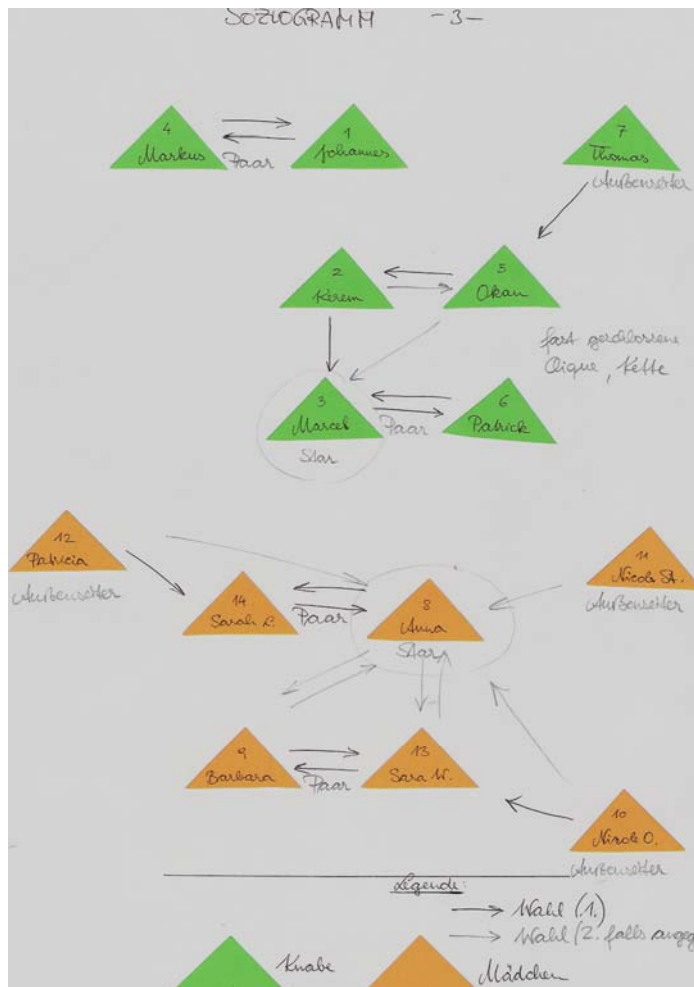 SOZIOGRAMM -3-
4
Markus
Paar
1
Johannes
7
Thomas
Außenseiter
2
Kerem
5
Okan
fast geschlossene
Clique, Kette
3
Marcel
Star
Paar
6
Patrick
12
Patricia
Außenseiter
14
Sarah L.
Paar
8
Anna
Star
11
Nicole St.
Außenseiter
9
Barbara
Paar
13
Sara W.
10
Nicole O.
Außenseiter
Legende:
Wahl (1.)
Wahl (2. falls angeg
Knabe
Mädchen